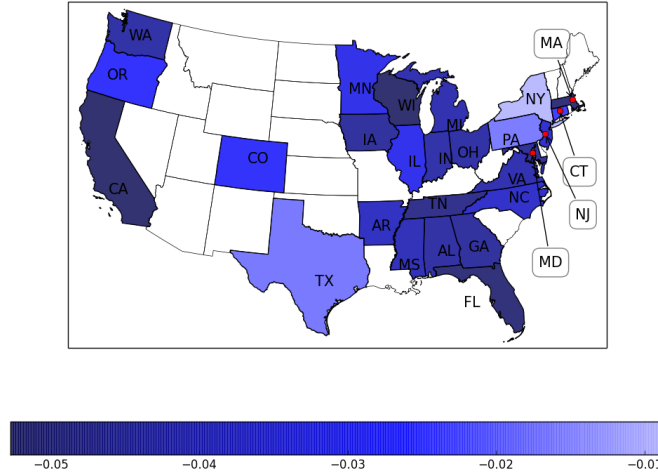 WA
OR
CA
CO
TX
MN
IA
WI
IL
IN
MI
OH
AR
MS
AL
GA
TN
FL
NC
VA
PA
NY
MA
CT
NJ
MD
−0.05
−0.04
−0.03
−0.02